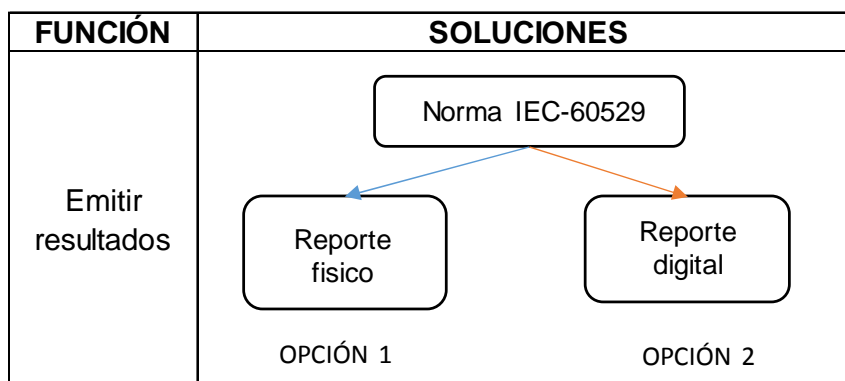 FUNCIÓN
SOLUCIONES
Norma IEC-60529
Emitir
resultados
Reporte
fisico
Reporte
digital
OPCIÓN 1
OPCIÓN 2